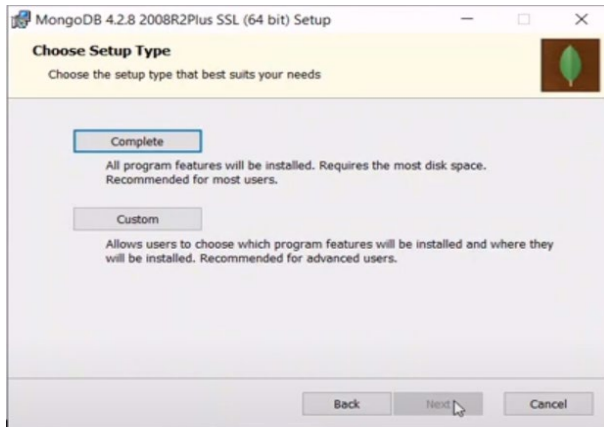 MongoDB 4.2.8 2008R2Plus SSL (64 bit) Setup
Choose Setup Type
Choose the setup type that best suits your needs
Complete
All program features will be installed. Requires the most disk space.
Recommended for most users.
Custom
Allows users to choose which program features will be installed and where they
will be installed. Recommended for advanced users.
Back Next Cancel